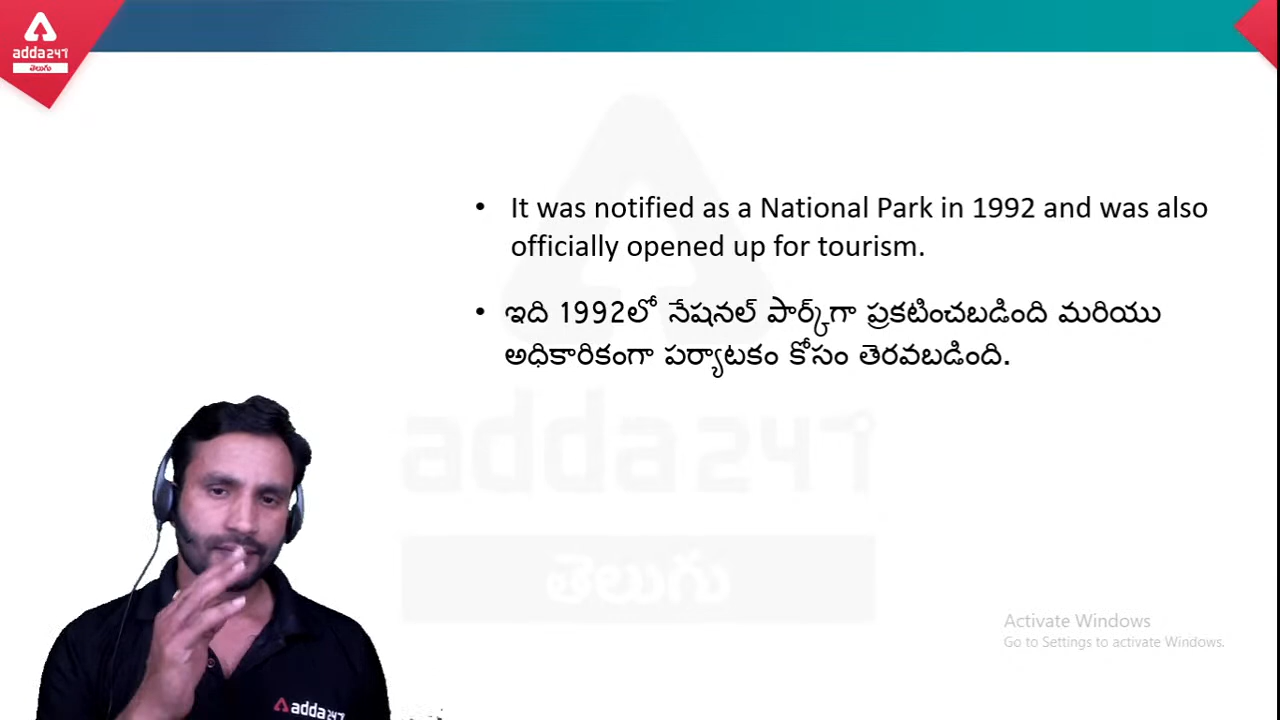 adda247
తెలుగు
• It was notified as a National Park in 1992 and was also
officially opened up for tourism.
• ఇది 1992లో నేషనల్ పార్క్‌గా ప్రకటించబడింది మరియు
అధికారికంగా పర్యాటకం కోసం తెరవబడింది.
adda247
తెలుగు
Activate Windows
Go to Settings to activate Windows.
adda247